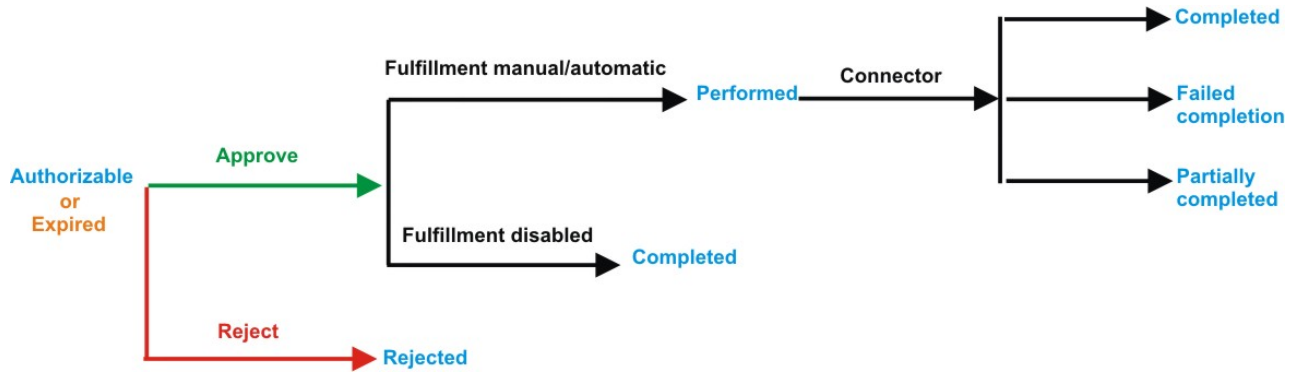 Completed
Fulfillment manual/automatic
Connector
Performed
Failed
completion
Approve
Authorizable
or
Expired
Partially
completed
Fulfillment disabled
Completed
Reject
Rejected